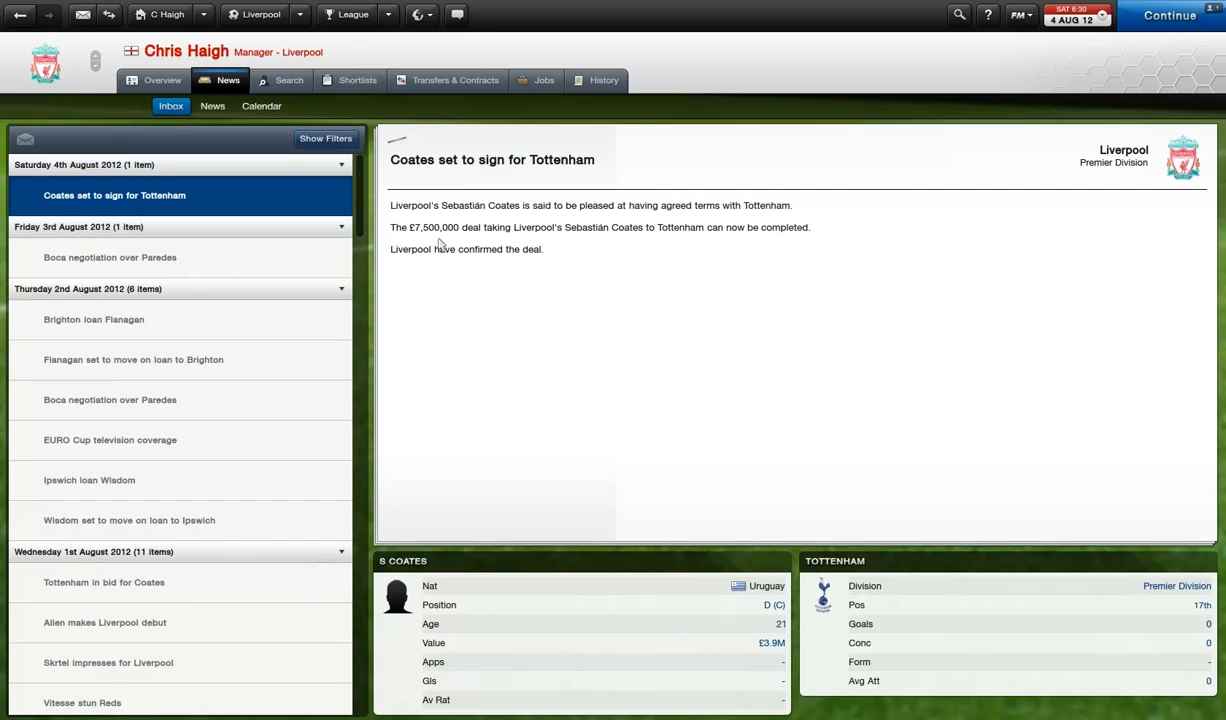 C Haigh
Liverpool
League
?
FM
SAT 6:30
4 AUG 12
Continue
1
Chris Haigh Manager - Liverpool
Overview
News
Search
Shortlists
Transfers & Contracts
Jobs
History
Inbox
News
Calendar
Show Filters
Saturday 4th August 2012 (1 item)
Coates set to sign for Tottenham
Friday 3rd August 2012 (1 item)
Boca negotiation over Paredes
Thursday 2nd August 2012 (6 items)
Brighton loan Flanagan
Flanagan set to move on loan to Brighton
Boca negotiation over Paredes
EURO Cup television coverage
Ipswich loan Wisdom
Wisdom set to move on loan to Ipswich
Wednesday 1st August 2012 (11 items)
Tottenham in bid for Coates
Allen makes Liverpool debut
Skrtel impresses for Liverpool
Vitesse stun Reds
Coates set to sign for Tottenham
Liverpool
Premier Division
Liverpool's Sebastián Coates is said to be pleased at having agreed terms with Tottenham.
The £7,500,000 deal taking Liverpool's Sebastián Coates to Tottenham can now be completed.
Liverpool have confirmed the deal.
S COATES
Nat Uruguay
Position D (C)
Age 21
Value £3.9M
Apps -
Gls -
Av Rat -
TOTTENHAM
Division Premier Division
Pos 17th
Goals 0
Conc 0
Form -
Avg Att 0